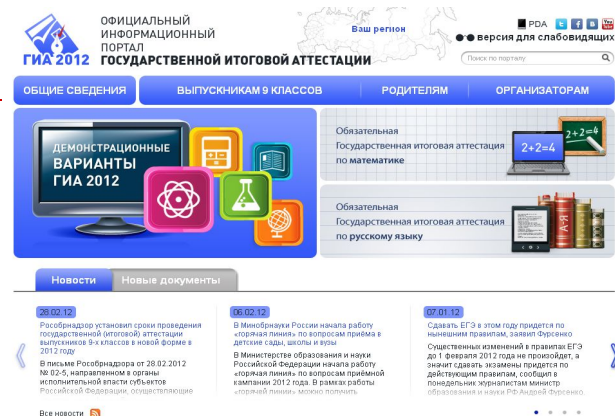 ОФИЦИАЛЬНЫЙ
ИНФОРМАЦИОННЫЙ
ПОРТАЛ
ГОСУДАРСТВЕННОЙ ИТОГОВОЙ АТТЕСТАЦИИ
ГИА 2012
Ваш регион
PDA
версия для слабовидящих
Поиск по порталу
ОБЩИЕ СВЕДЕНИЯ
ВЫПУСКНИКАМ 9 КЛАССОВ
РОДИТЕЛЯМ
ОРГАНИЗАТОРАМ
ДЕМОНСТРАЦИОННЫЕ
ВАРИАНТЫ
ГИА 2012
Обязательная
Государственная итоговая аттестация
по математике
2+2=4
2+2=4
Обязательная
Государственная итоговая аттестация
по русскому языку
А-Я
Новости
Новые документы
28.02.12
Рособрнадзор установил сроки проведения
государственной (итоговой) аттестации
выпускников 9-х классов в новой форме в
2012 году
В письме Рособрнадзора от 28.02.2012
№ 02-5, направленном в органы
исполнительной власти субъектов
Российской Федерации, осуществляющие
06.02.12
В Минобрнауки России начала работу
«горячая линия» по вопросам приёма в
детские сады, школы и вузы
В Министерстве образования и науки
Российской Федерации начала работу
«горячая линия» по вопросам приёмной
кампании 2012 года. В рамках работы
«горячей линии» можно получить
07.01.12
Сдавать ЕГЭ в этом году придется по
нынешним правилам, заявил Фурсенко
Существенных изменений в правилах ЕГЭ
до 1 февраля 2012 года не произойдет, а
значит сдавать экзамены придется по
действующим правилам, сообщил в
понедельник журналистам министр
образования и науки РФ Андрей Фурсенко.
Все новости